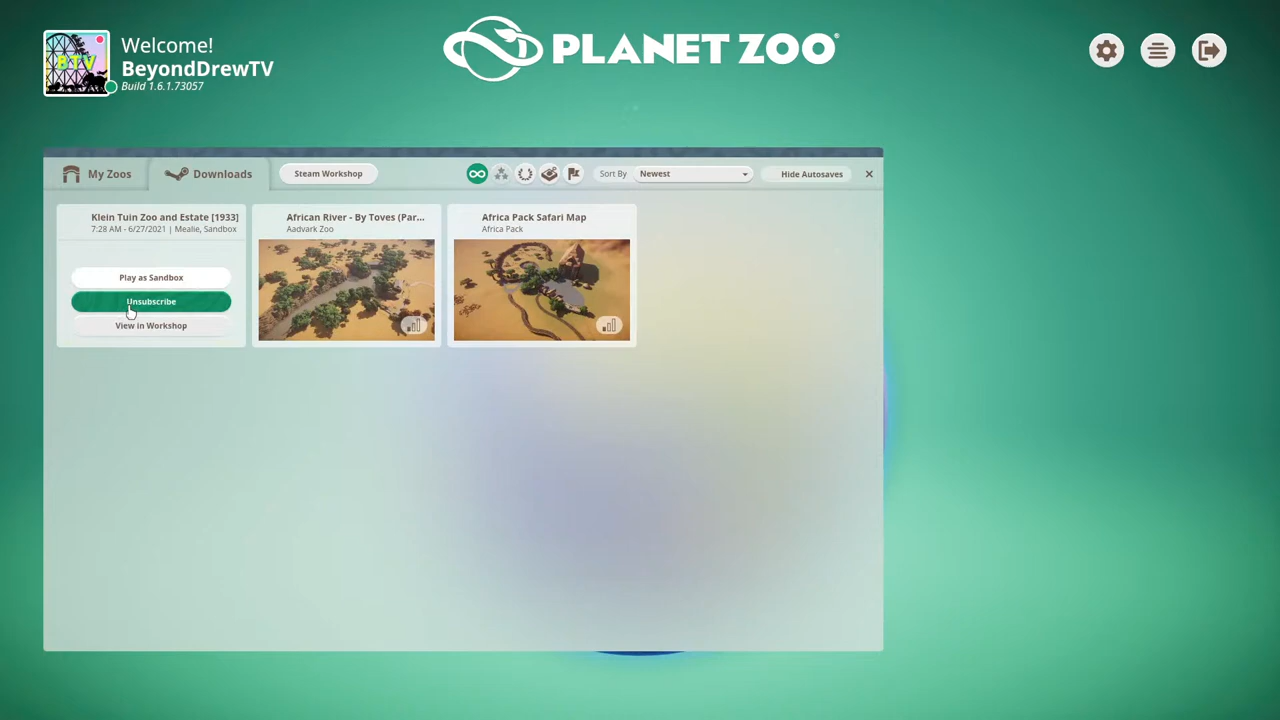 Welcome!
BeyondDrewTV
Build 1.6.1.73057
BTV
PLANET ZOO
My Zoos
Downloads
Steam Workshop
Sort By
Newest
Hide Autosaves
Klein Tuin Zoo and Estate [1933]
7:28 AM - 6/27/2021 | Mealie, Sandbox
Play as Sandbox
Unsubscribe
View in Workshop
African River - By Toves (Par...
Aadvark Zoo
Africa Pack Safari Map
Africa Pack